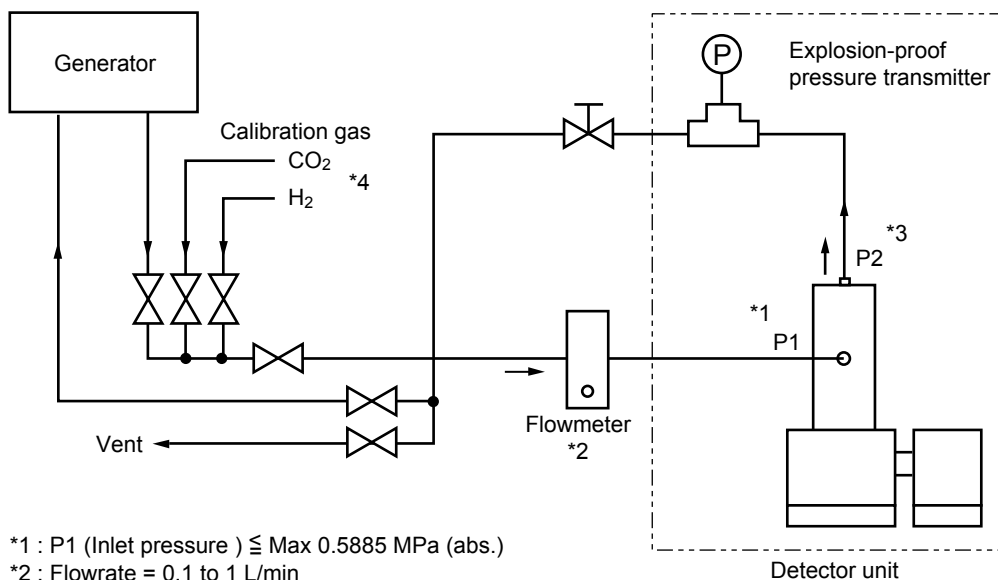 Generator
Calibration gas
CO₂
*4
H₂
P
Explosion-proof
pressure transmitter
*3
P2
*1
P1
Flowmeter
*2
Vent
*1 : P1 (Inlet pressure ) ≦ Max 0.5885 MPa (abs.)
*2 : Flowrate = 0.1 to 1 L/min
Detector unit